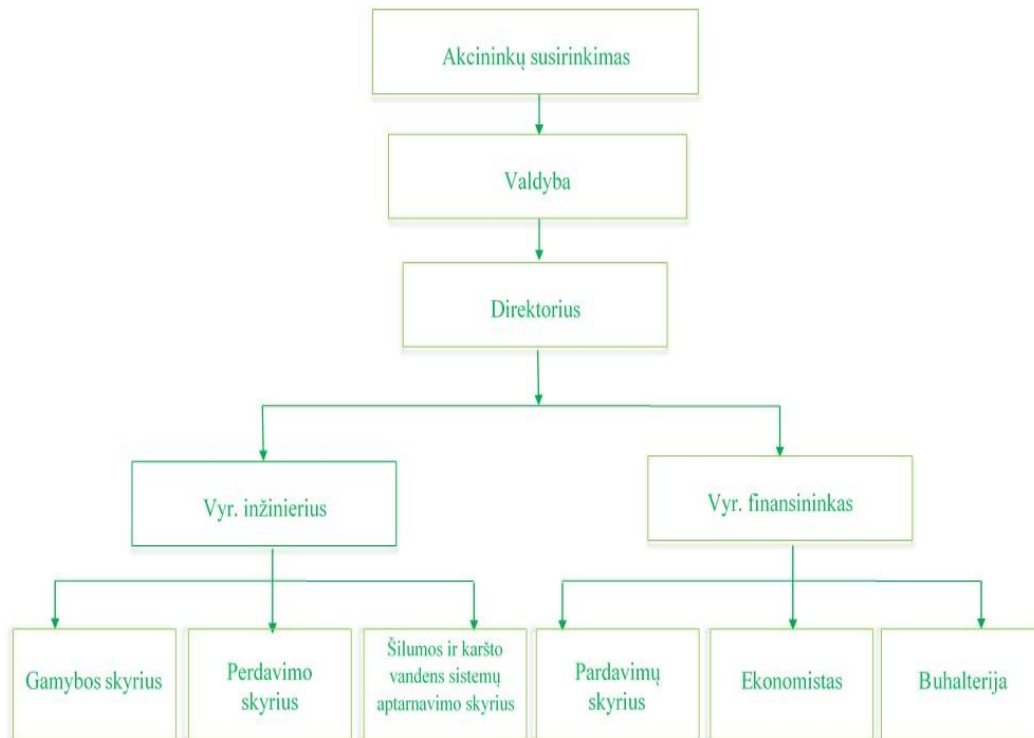 Akcininkų susirinkimas
Valdyba
Direktorius
Vyr. inžinierius
Vyr. finansininkas
Gamybos skyrius
Perdavimo
skyrius
Šilumos ir karšto
vandens sistemų
aptarnavimo skyrius
Pardavimų
skyrius
Ekonomistas
Buhalterija